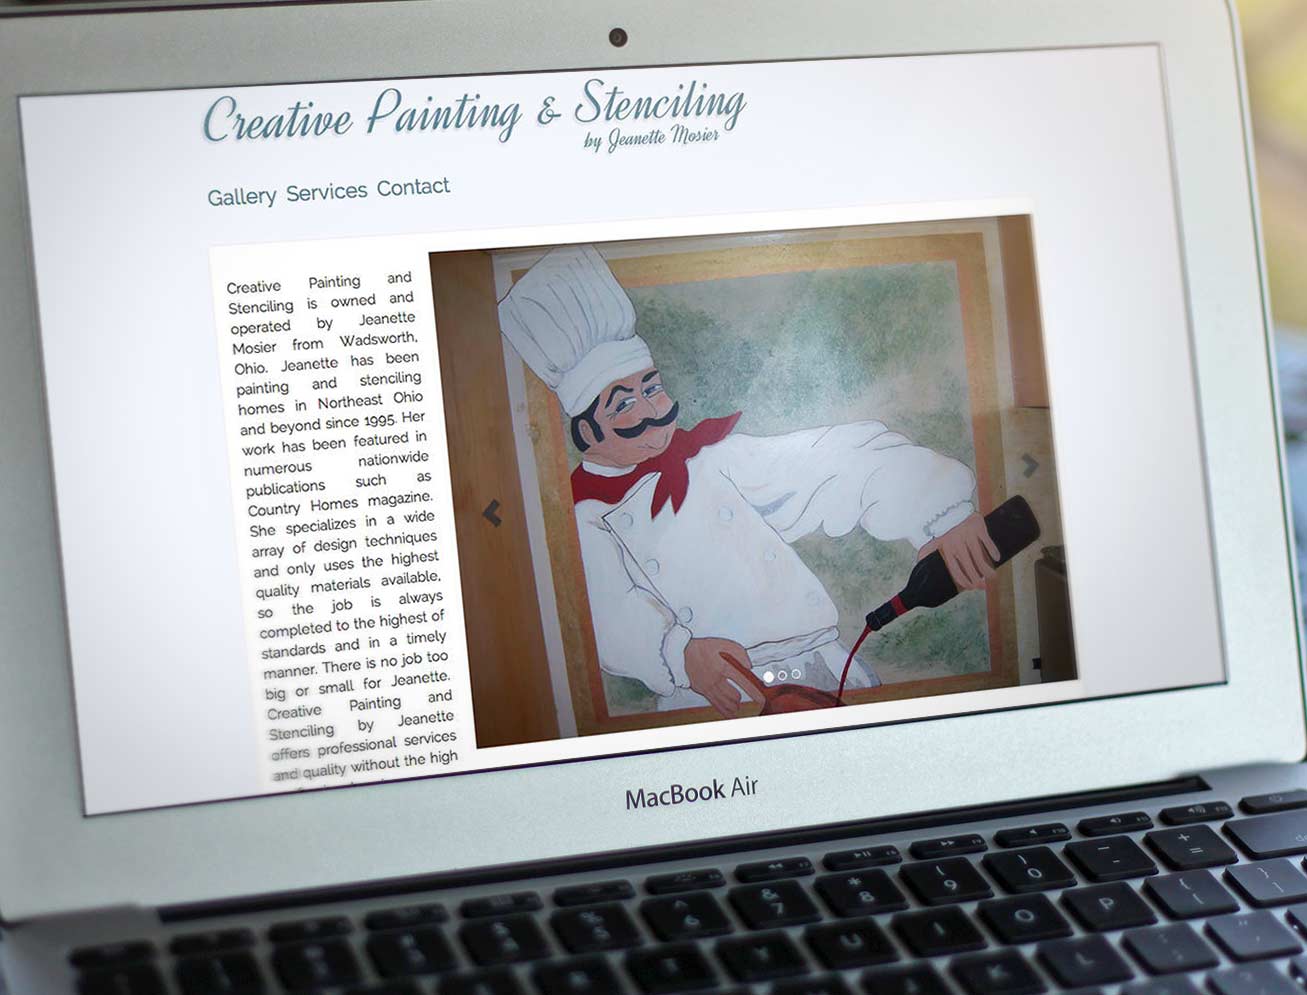 Creative Painting & Stenciling
by Jeanette Mosier
Gallery Services Contact
Creative Painting and
Stenciling is owned and
operated by Jeanette
Mosier from Wadsworth,
Ohio. Jeanette has been
painting and stenciling
homes in Northeast Ohio
and beyond since 1995. Her
work has been featured in
numerous nationwide
publications such as
Country Homes magazine.
She specializes in a wide
array of design techniques
and only uses the highest
quality materials available,
so the job is always
completed to the highest of
standards and in a timely
manner. There is no job too
big or small for Jeanette.
Creative Painting and
Stenciling by Jeanette
offers professional services
and quality without the high
MacBook Air
& 7 * 8 ( 9 ) 0 _ - + =
Y U I O P { [ } ]
K L